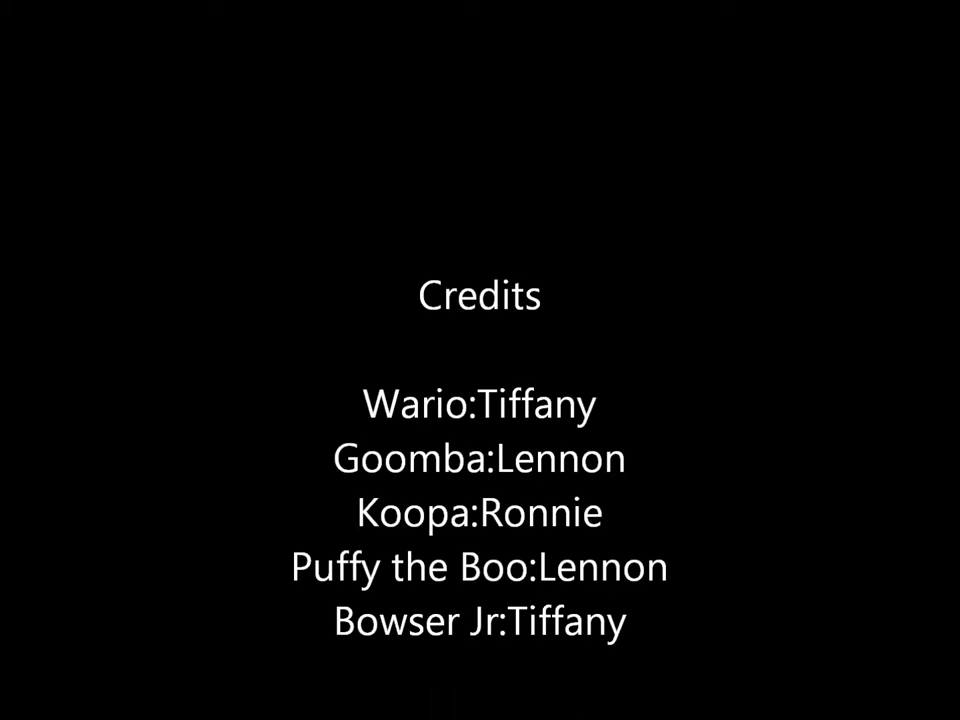 Credits
Wario:Tiffany
Goomba:Lennon
Koopa:Ronnie
Puffy the Boo:Lennon
Bowser Jr:Tiffany